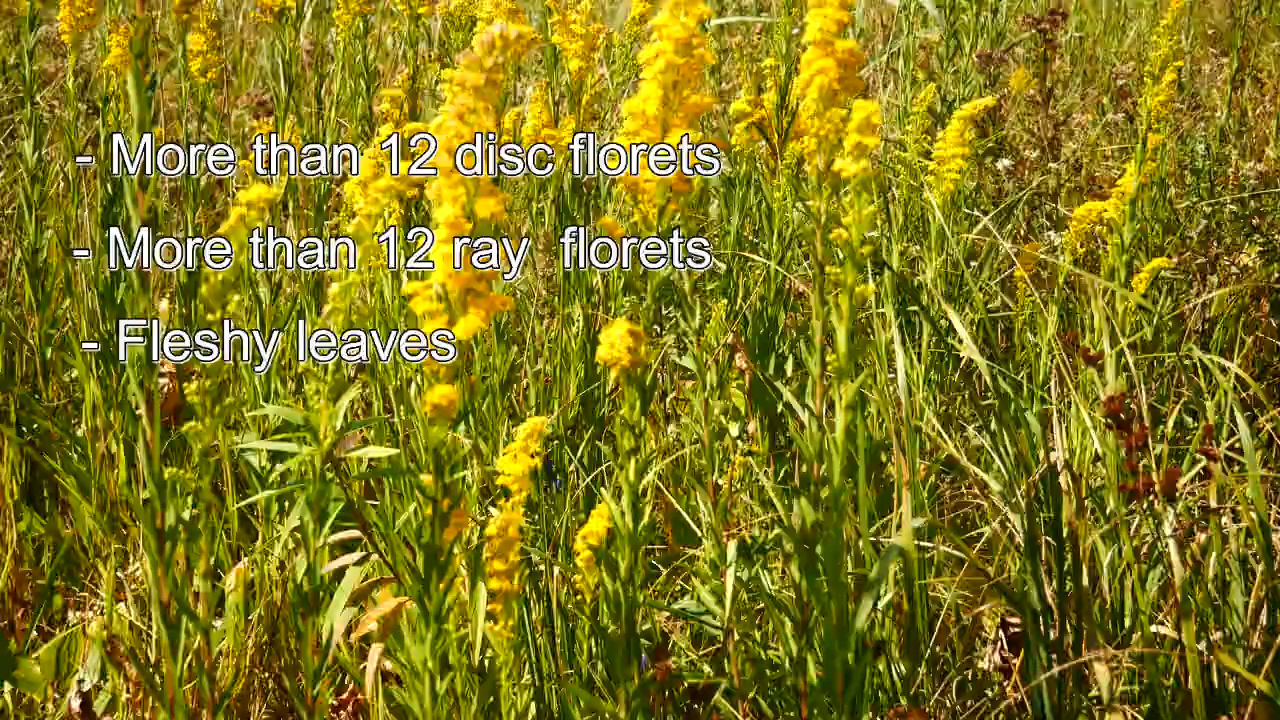 - More than 12 disc florets
- More than 12 ray  florets
- Fleshy leaves